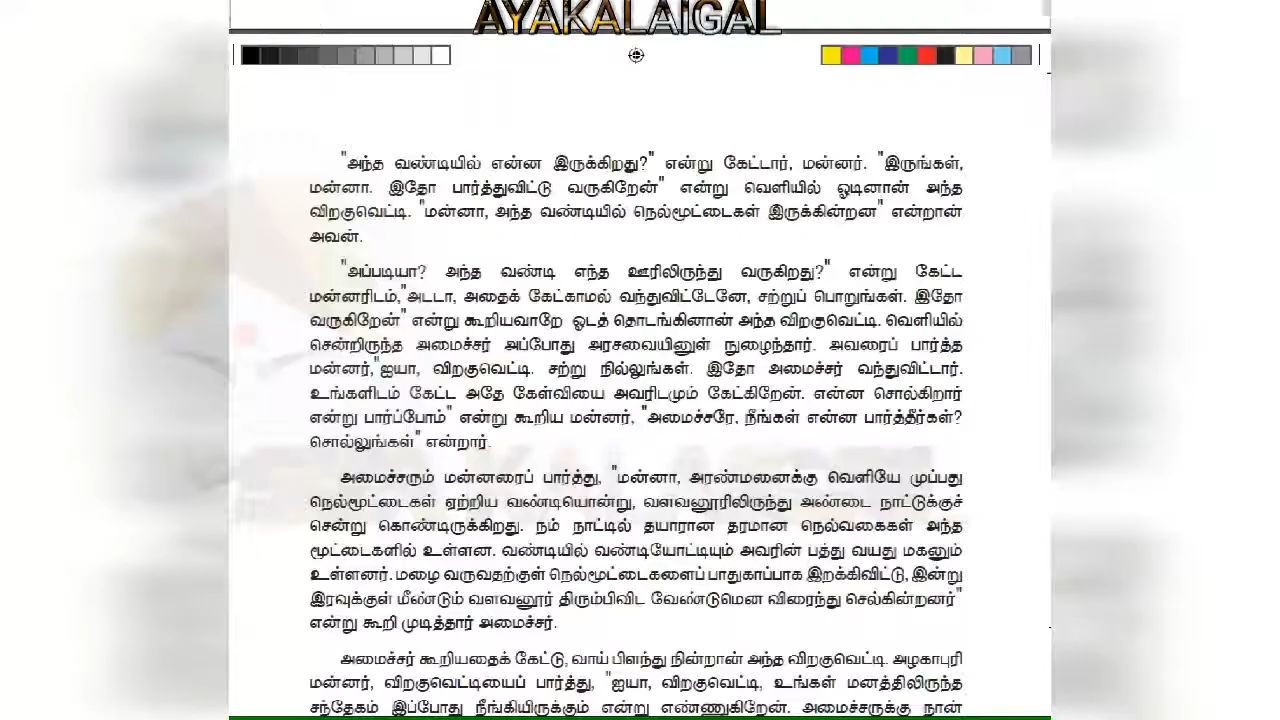 AYAKALAIGAL
"அந்த வண்டியில் என்ன இருக்கிறது?" என்று கேட்டார், மன்னர். "இருங்கள்,
மன்னா. இதோ பார்த்துவிட்டு வருகிறேன்" என்று வெளியில் ஓடினான் அந்த
விறகுவெட்டி. "மன்னா, அந்த வண்டியில் நெல்மூட்டைகள் இருக்கின்றன" என்றான்
அவன்.
"அப்படியா? அந்த வண்டி எந்த ஊரிலிருந்து வருகிறது?" என்று கேட்ட
மன்னரிடம்,"அடடா, அதைக் கேட்காமல் வந்துவிட்டேனே, சற்றுப் பொறுங்கள். இதோ
வருகிறேன்" என்று கூறியவாறே ஓடத் தொடங்கினான் அந்த விறகுவெட்டி. வெளியில்
சென்றிருந்த அமைச்சர் அப்போது அரசவையினுள் நுழைந்தார். அவரைப் பார்த்த
மன்னர்,"ஐயா, விறகுவெட்டி. சற்று நில்லுங்கள். இதோ அமைச்சர் வந்துவிட்டார்.
உங்களிடம் கேட்ட அதே கேள்வியை அவரிடமும் கேட்கிறேன். என்ன சொல்கிறார்
என்று பார்ப்போம்" என்று கூறிய மன்னர், "அமைச்சரே, நீங்கள் என்ன பார்த்தீர்கள்?
சொல்லுங்கள்" என்றார்.
அமைச்சரும் மன்னரைப் பார்த்து, "மன்னா, அரண்மனைக்கு வெளியே முப்பது
நெல்மூட்டைகள் ஏற்றிய வண்டியொன்று, வளவனூரிலிருந்து அண்டை நாட்டுக்குச்
சென்று கொண்டிருக்கிறது. நம் நாட்டில் தயாரான தரமான நெல்வகைகள் அந்த
மூட்டைகளில் உள்ளன. வண்டியில் வண்டியோட்டியும் அவரின் பத்து வயது மகனும்
உள்ளனர். மழை வருவதற்குள் நெல்மூட்டைகளைப் பாதுகாப்பாக இறக்கிவிட்டு, இன்று
இரவுக்குள் மீண்டும் வளவனூர் திரும்பிவிட வேண்டுமென விரைந்து செல்கின்றனர்"
என்று கூறி முடித்தார் அமைச்சர்.
அமைச்சர் கூறியதைக் கேட்டு, வாய் பிளந்து நின்றான் அந்த விறகுவெட்டி. அழகாபுரி
மன்னர், விறகுவெட்டியைப் பார்த்து, "ஐயா, விறகுவெட்டி, உங்கள் மனத்திலிருந்த
சந்தேகம் இப்போது நீங்கியிருக்கும் என்று எண்ணுகிறேன். அமைச்சருக்கு நான்